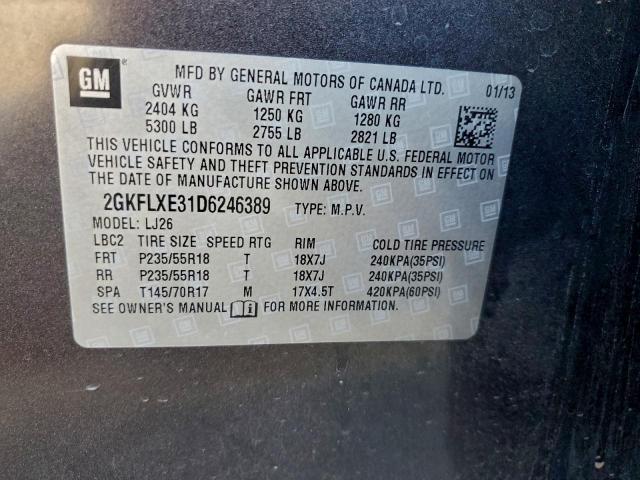 GM
MFD BY GENERAL MOTORS OF CANADA LTD.
GVWR GAWR FRT GAWR RR 01/13
2404 KG 1250 KG 1280 KG
5300 LB 2755 LB 2821 LB
THIS VEHICLE CONFORMS TO ALL APPLICABLE U.S. FEDERAL MOTOR
VEHICLE SAFETY AND THEFT PREVENTION STANDARDS IN EFFECT ON
THE DATE OF MANUFACTURE SHOWN ABOVE.
2GKFLXE31D6246389 TYPE: M.P.V.
MODEL: LJ26
LBC2 TIRE SIZE SPEED RTG RIM COLD TIRE PRESSURE
FRT P235/55R18 T 18X7J 240KPA(35PSI)
RR P235/55R18 T 18X7J 240KPA(35PSI)
SPA T145/70R17 M 17X4.5T 420KPA(60PSI)
SEE OWNER'S MANUAL FOR MORE INFORMATION.